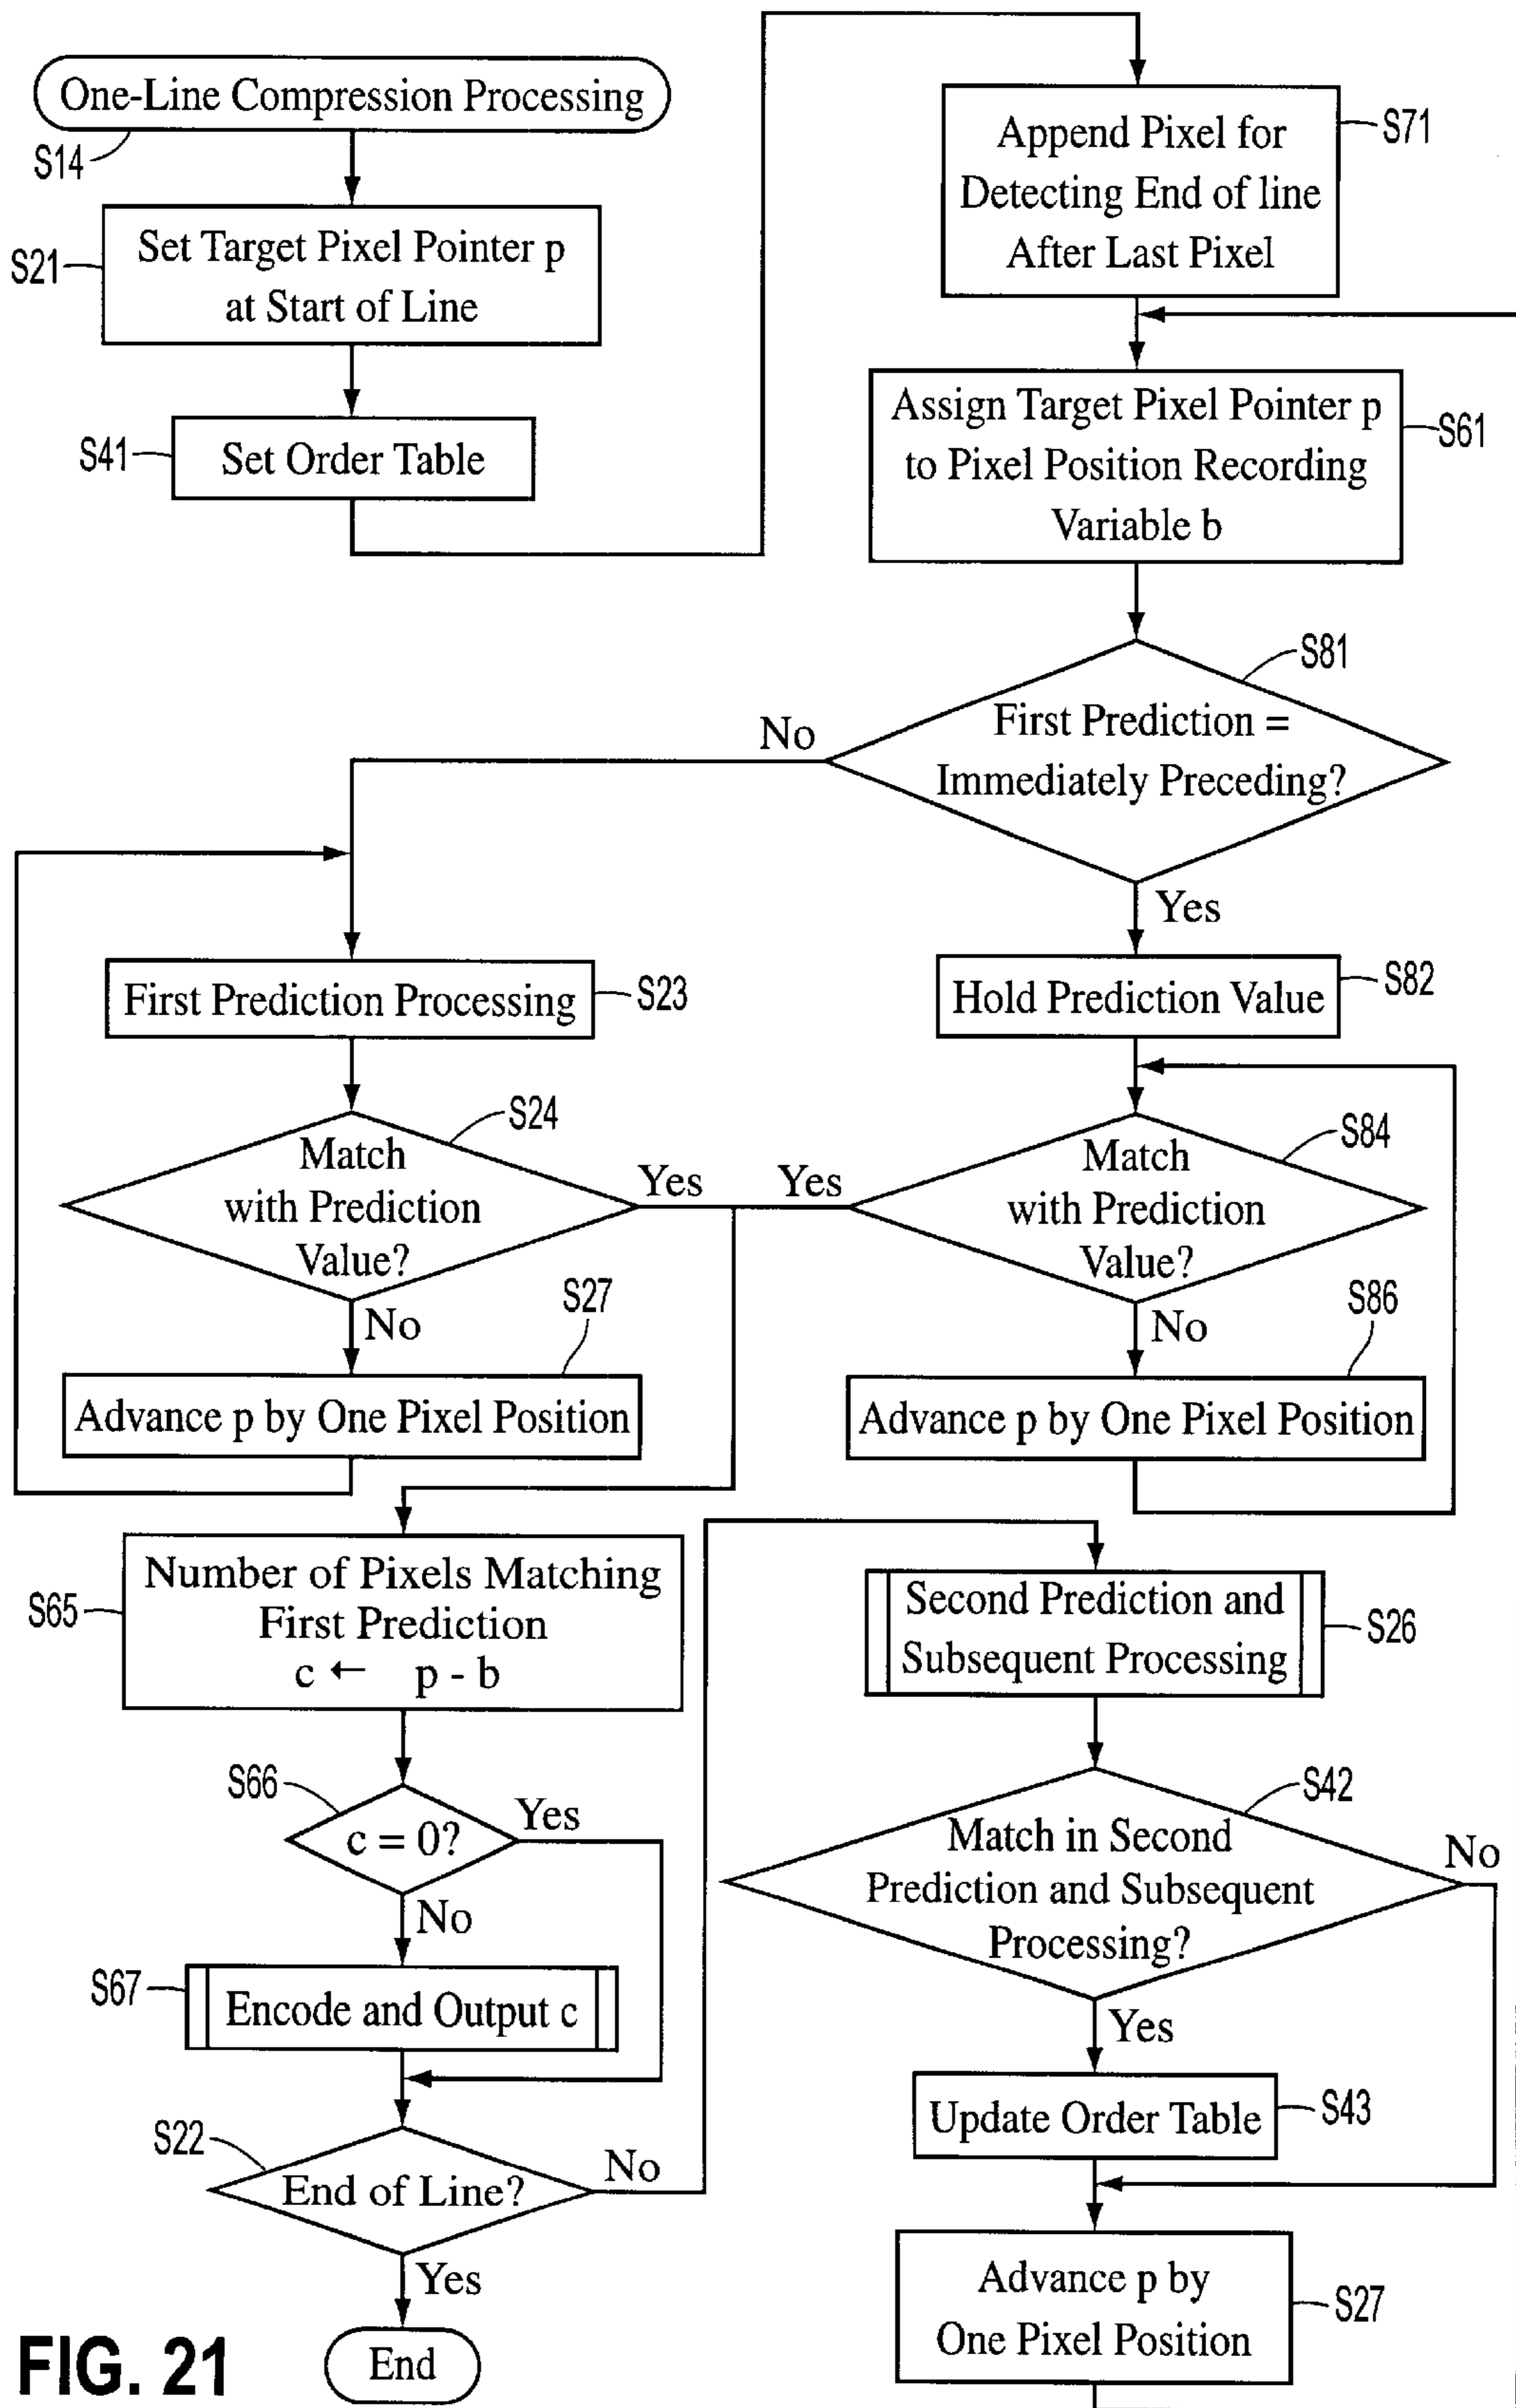 One-Line Compression Processing
S14
Set Target Pixel Pointer p
at Start of Line
S21
Set Order Table
S41
Append Pixel for
Detecting End of line
After Last Pixel
S71
Assign Target Pixel Pointer p
to Pixel Position Recording
Variable b
S61
First Prediction =
Immediately Preceding?
S81
No
Yes
First Prediction Processing
S23
Hold Prediction Value
S82
Match
with Prediction
Value?
S24
Yes
No
Match
with Prediction
Value?
S84
Yes
No
Advance p by One Pixel Position
S27
Advance p by One Pixel Position
S86
Number of Pixels Matching
First Prediction
c ← p - b
S65
c = 0?
S66
Yes
No
Encode and Output c
S67
End of Line?
S22
No
Yes
End
Second Prediction and
Subsequent Processing
S26
Match in Second
Prediction and Subsequent
Processing?
S42
No
Yes
Update Order Table
S43
Advance p by
One Pixel Position
S27
FIG. 21